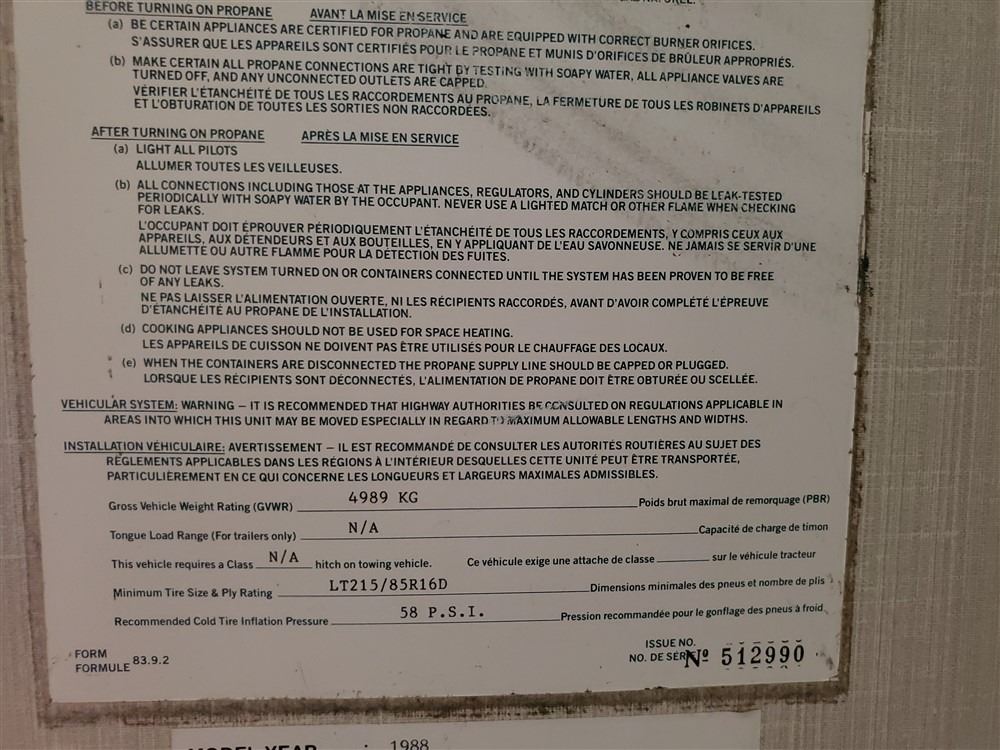 BEFORE TURNING ON PROPANE AVANT LA MISE EN SERVICE
(a) BE CERTAIN APPLIANCES ARE CERTIFIED FOR PROPANE AND ARE EQUIPPED WITH CORRECT BURNER ORIFICES.
S'ASSURER QUE LES APPAREILS SONT CERTIFIÉS POUR LE PROPANE ET MUNIS D'ORIFICES DE BRÛLEUR APPROPRIÉS.
(b) MAKE CERTAIN ALL PROPANE CONNECTIONS ARE TIGHT BY TESTING WITH SOAPY WATER, ALL APPLIANCE VALVES ARE
TURNED OFF, AND ANY UNCONNECTED OUTLETS ARE CAPPED.
VÉRIFIER L'ÉTANCHÉITÉ DE TOUS LES RACCORDEMENTS AU PROPANE, LA FERMETURE DE TOUS LES ROBINETS D'APPAREILS
ET L'OBTURATION DE TOUTES LES SORTIES NON RACCORDÉES.
AFTER TURNING ON PROPANE APRÈS LA MISE EN SERVICE
(a) LIGHT ALL PILOTS
ALLUMER TOUTES LES VEILLEUSES.
(b) ALL CONNECTIONS INCLUDING THOSE AT THE APPLIANCES, REGULATORS, AND CYLINDERS SHOULD BE LEAK-TESTED
PERIODICALLY WITH SOAPY WATER BY THE OCCUPANT. NEVER USE A LIGHTED MATCH OR OTHER FLAME WHEN CHECKING
FOR LEAKS.
L'OCCUPANT DOIT ÉPROUVER PÉRIODIQUEMENT L'ÉTANCHÉITÉ DE TOUS LES RACCORDEMENTS, Y COMPRIS CEUX AUX
APPAREILS, AUX DÉTENDEURS ET AUX BOUTEILLES, EN Y APPLIQUANT DE L'EAU SAVONNEUSE. NE JAMAIS SE SERVIR D'UNE
ALLUMETTE OU AUTRE FLAMME POUR LA DÉTECTION DES FUITES.
(c) DO NOT LEAVE SYSTEM TURNED ON OR CONTAINERS CONNECTED UNTIL THE SYSTEM HAS BEEN PROVEN TO BE FREE
OF ANY LEAKS.
NE PAS LAISSER L'ALIMENTATION OUVERTE, NI LES RÉCIPIENTS RACCORDÉS, AVANT D'AVOIR COMPLÉTÉ L'ÉPREUVE
D'ÉTANCHÉITÉ AU PROPANE DE L'INSTALLATION.
(d) COOKING APPLIANCES SHOULD NOT BE USED FOR SPACE HEATING.
LES APPAREILS DE CUISSON NE DOIVENT PAS ÊTRE UTILISÉS POUR LE CHAUFFAGE DES LOCAUX.
(e) WHEN THE CONTAINERS ARE DISCONNECTED THE PROPANE SUPPLY LINE SHOULD BE CAPPED OR PLUGGED.
LORSQUE LES RÉCIPIENTS SONT DÉCONNECTÉS, L'ALIMENTATION DE PROPANE DOIT ÊTRE OBTURÉE OU SCELLÉE.
VEHICULAR SYSTEM: WARNING – IT IS RECOMMENDED THAT HIGHWAY AUTHORITIES BE CONSULTED ON REGULATIONS APPLICABLE IN
AREAS INTO WHICH THIS UNIT MAY BE MOVED ESPECIALLY IN REGARD TO MAXIMUM ALLOWABLE LENGTHS AND WIDTHS.
INSTALLATION VÉHICULAIRE: AVERTISSEMENT – IL EST RECOMMANDÉ DE CONSULTER LES AUTORITÉS ROUTIÈRES AU SUJET DES
RÈGLEMENTS APPLICABLES DANS LES RÉGIONS À L'INTÉRIEUR DESQUELLES CETTE UNITÉ PEUT ÊTRE TRANSPORTÉE,
PARTICULIÈREMENT EN CE QUI CONCERNE LES LONGUEURS ET LARGEURS MAXIMALES ADMISSIBLES.
Gross Vehicle Weight Rating (GVWR) 4989 KG Poids brut maximal de remorquage (PBR)
Tongue Load Range (For trailers only) N/A Capacité de charge de timon
This vehicle requires a Class N/A hitch on towing vehicle. Ce véhicule exige une attache de classe sur le véhicule tracteur
Minimum Tire Size & Ply Rating LT215/85R16D Dimensions minimales des pneus et nombre de plis
Recommended Cold Tire Inflation Pressure 58 P.S.I. Pression recommandée pour le gonflage des pneus à froid
ISSUE NO.
FORM
FORMULE 83.9.2
NO. DE SÉRIE Nº 512990
MODEL YEAR : 1988